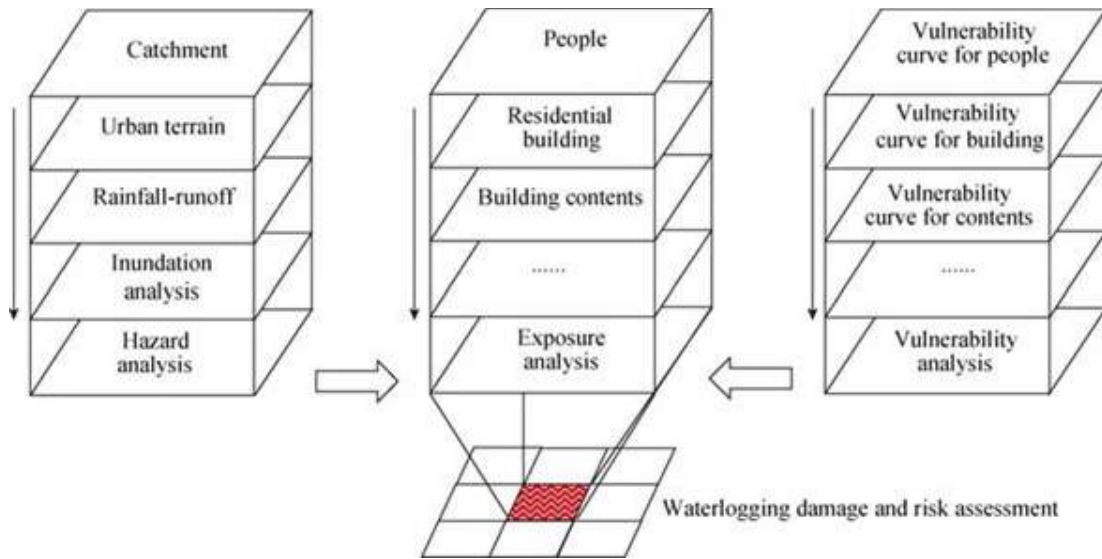 Catchment
Urban terrain
Rainfall-runoff
Inundation
analysis
Hazard
analysis
People
Residential
building
Building contents
......
Exposure
analysis
Vulnerability
curve for people
Vulnerability
curve for building
Vulnerability
curve for contents
......
Vulnerability
analysis
Waterlogging damage and risk assessment